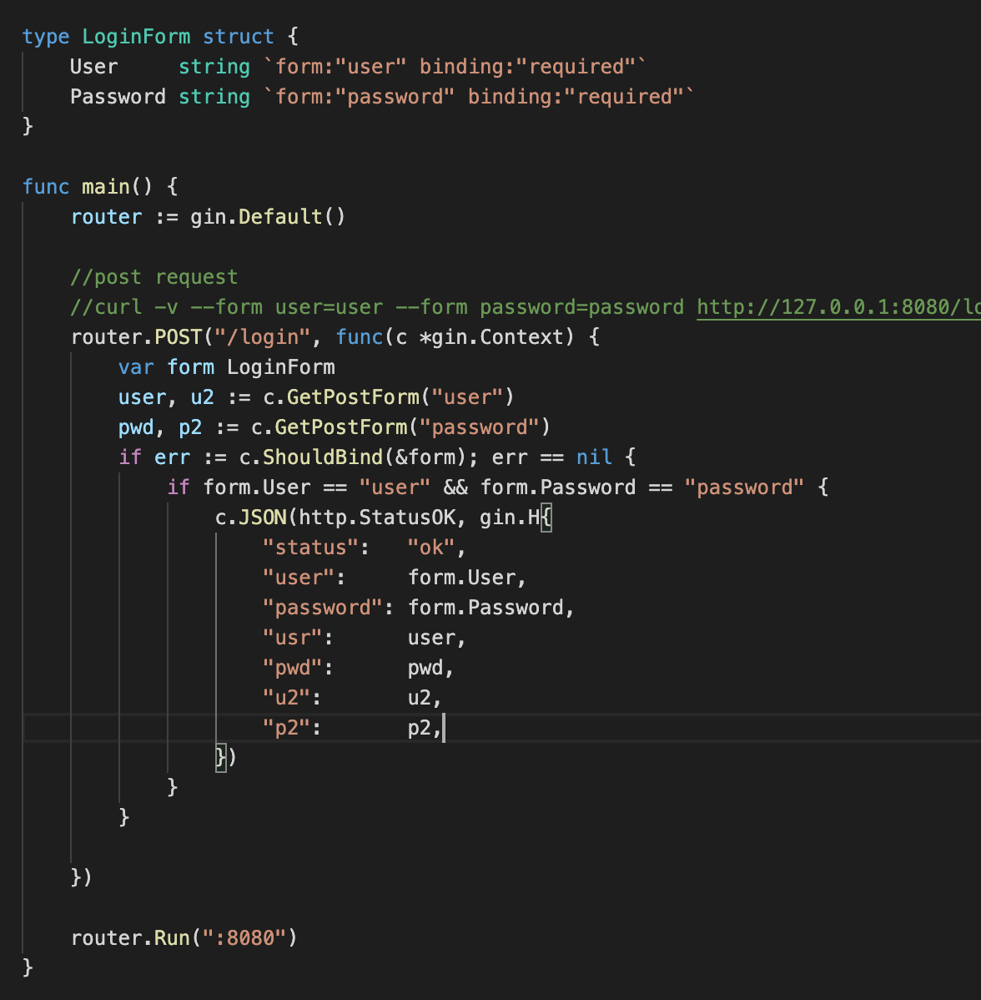 type LoginForm struct {
    User     string `form:"user" binding:"required"`
    Password string `form:"password" binding:"required"`
}
func main() {
    router := gin.Default()
    //post request
    //curl -v --form user=user --form password=password http://127.0.0.1:8080/lo
    router.POST("/login", func(c *gin.Context) {
        var form LoginForm
        user, u2 := c.GetPostForm("user")
        pwd, p2 := c.GetPostForm("password")
        if err := c.ShouldBind(&form); err == nil {
            if form.User == "user" && form.Password == "password" {
                c.JSON(http.StatusOK, gin.H{
                    "status":   "ok",
                    "user":     form.User,
                    "password": form.Password,
                    "usr":      user,
                    "pwd":      pwd,
                    "u2":       u2,
                    "p2":       p2,
                })
            }
        }
    })
    router.Run(":8080")
}